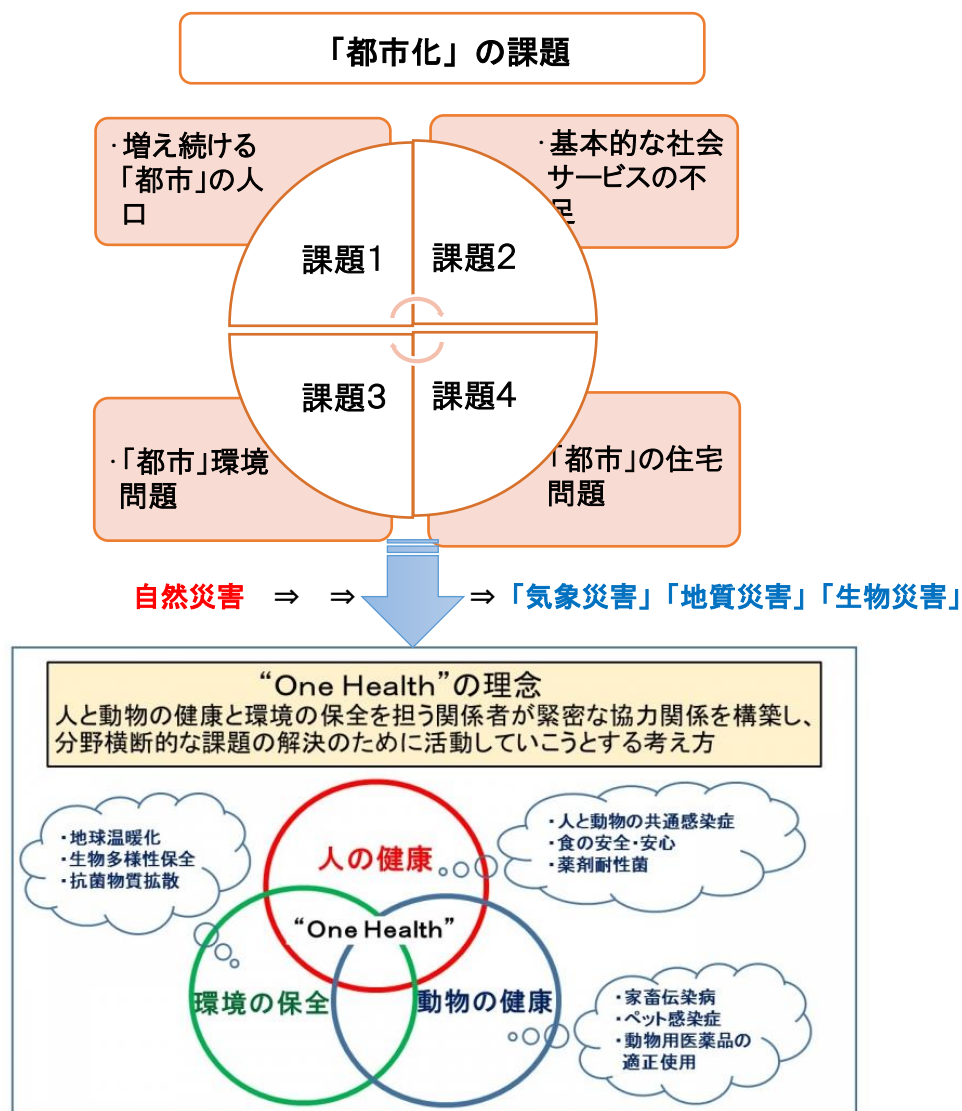 「都市化」の課題
・増え続ける
「都市」の人
口
・基本的な社会
サービスの不
足
課題1
課題2
課題3
課題4
・「都市」環境
問題
「都市」の住宅
問題
自然災害 ⇒ ⇒ ⇒「気象災害」「地質災害」「生物災害」
“One Health”の理念
人と動物の健康と環境の保全を担う関係者が緊密な協力関係を構築し、
分野横断的な課題の解決のために活動していこうとする考え方
・地球温暖化
・生物多様性保全
・抗菌物質拡散
・人と動物の共通感染症
・食の安全・安心
・薬剤耐性菌
人の健康
“One Health”
環境の保全
動物の健康
・家畜伝染病
・ペット感染症
・動物用医薬品の
適正使用